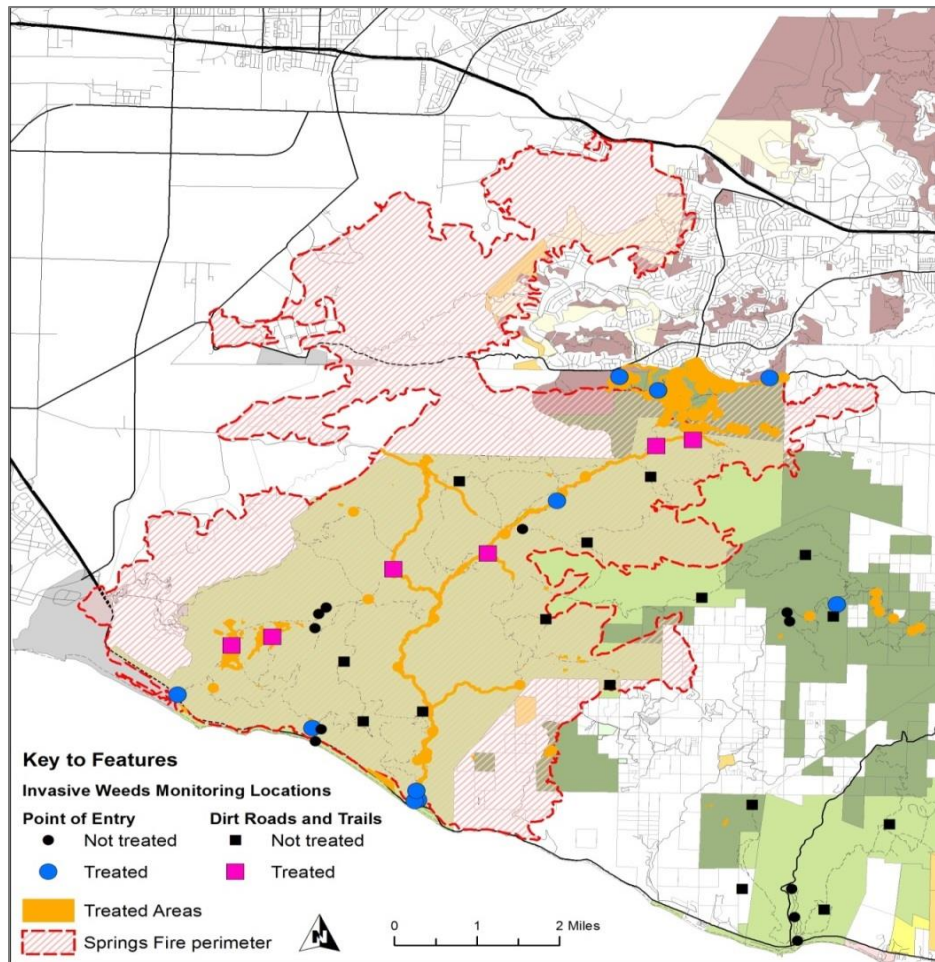 Key to Features
Invasive Weeds Monitoring Locations
Point of Entry Dirt Roads and Trails
Not treated Not treated
Treated Treated
Treated Areas
Springs Fire perimeter
N
0 1 2 Miles